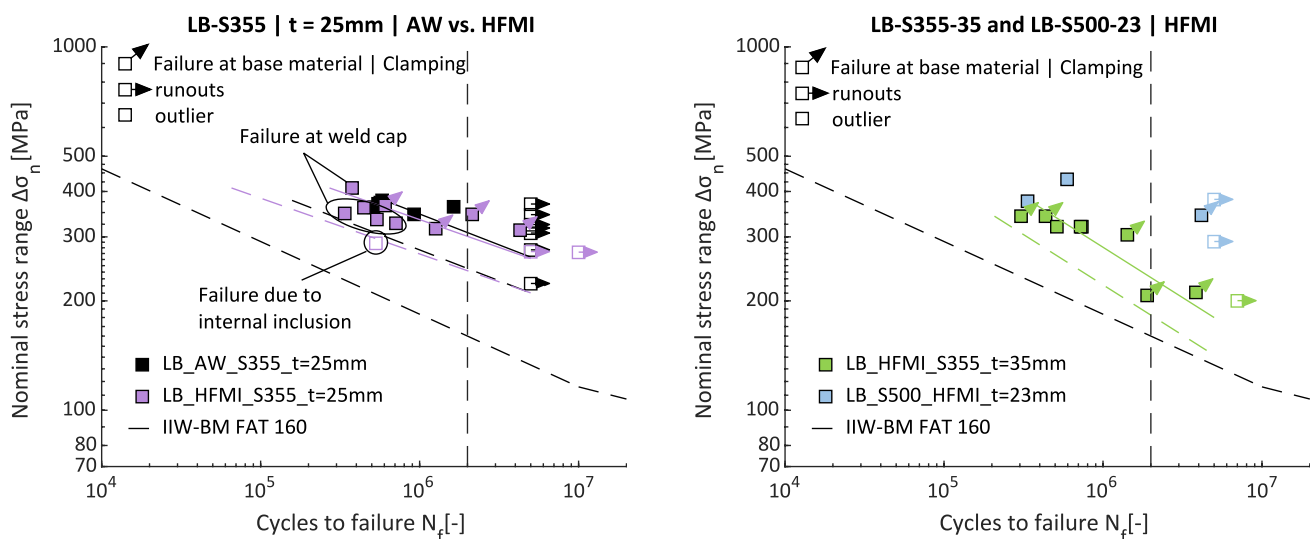 LB-S355 | t = 25mm | AW vs. HFMI
Nominal stress range Δσn[MPa]
1000
500
400
300
200
100
80
70
Failure at base material | Clamping
runouts
outlier
Failure at weld cap
Failure due to
internal inclusion
LB_AW_S355_t=25mm
LB_HFMI_S355_t=25mm
IIW-BM FAT 160
10^4 10^5 10^6 10^7
Cycles to failure Nf[-]
LB-S355-35 and LB-S500-23 | HFMI
Nominal stress range Δσn[MPa]
1000
500
400
300
200
100
80
70
Failure at base material | Clamping
runouts
outlier
LB_HFMI_S355_t=35mm
LB_S500_HFMI_t=23mm
IIW-BM FAT 160
10^4 10^5 10^6 10^7
Cycles to failure Nf[-]